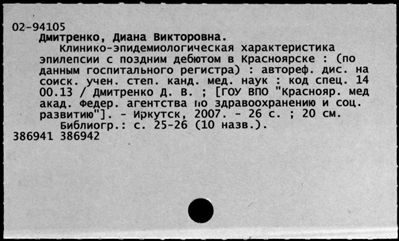 02-94105
Дмитренко, Диана Викторовна.
Клинико-эпидемиологическая характеристика
эпилепсии с поздним дебютом в Красноярске : (по
данным госпитального регистра) : автореф. дис. на
соиск. учен. степ. канд. мед. наук : код спец. 14
00.13 / Дмитренко Д. В. ; [ГОУ ВПО "Краснояр. мед
акад. Федер. агентства по здравоохранению и соц.
развитию"]. - Иркутск, 2007. - 26 с. ; 20 см.
Библиогр.: с. 25-26 (10 назв.).
386941 386942